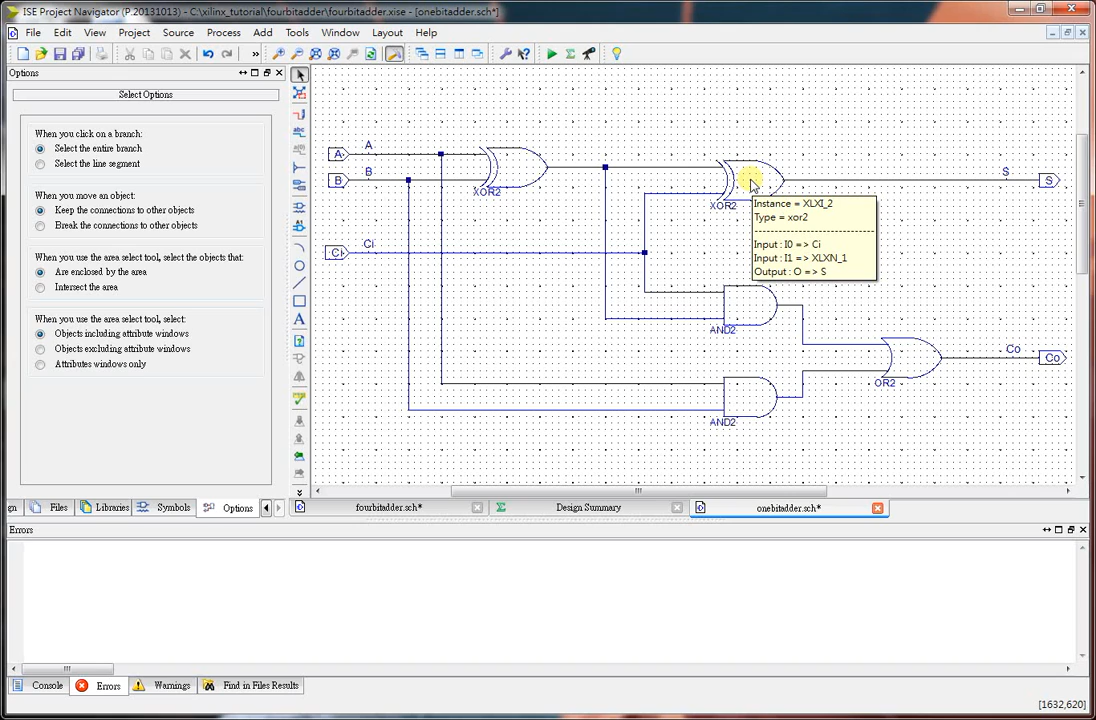 ISE Project Navigator (P.20131013) - C:\xilinx_tutorial\fourbitadder\fourbitadder.xise - [onebitadder.sch*]
File Edit View Project Source Process Add Tools Window Layout Help
»
Options
Select Options
When you click on a branch:
Select the entire branch
Select the line segment
When you move an object:
Keep the connections to other objects
Break the connections to other objects
When you use the area select tool, select the objects that:
Are enclosed by the area
Intersect the area
When you use the area select tool, select:
Objects including attribute windows
Objects excluding attribute windows
Attributes windows only
abc
A
A
A
B
B
XOR2
XOR2
S
S
Ci
Ci
Instance = XLXI_2
Type = xor2
Input : I0 => Ci
Input : I1 => XLXN_1
Output : O => S
AND2
Co
Co
OR2
AND2
gn Files Libraries Symbols Options
fourbitadder.sch* Design Summary onebitadder.sch*
Errors
Console Errors Warnings Find in Files Results
[1632,620]